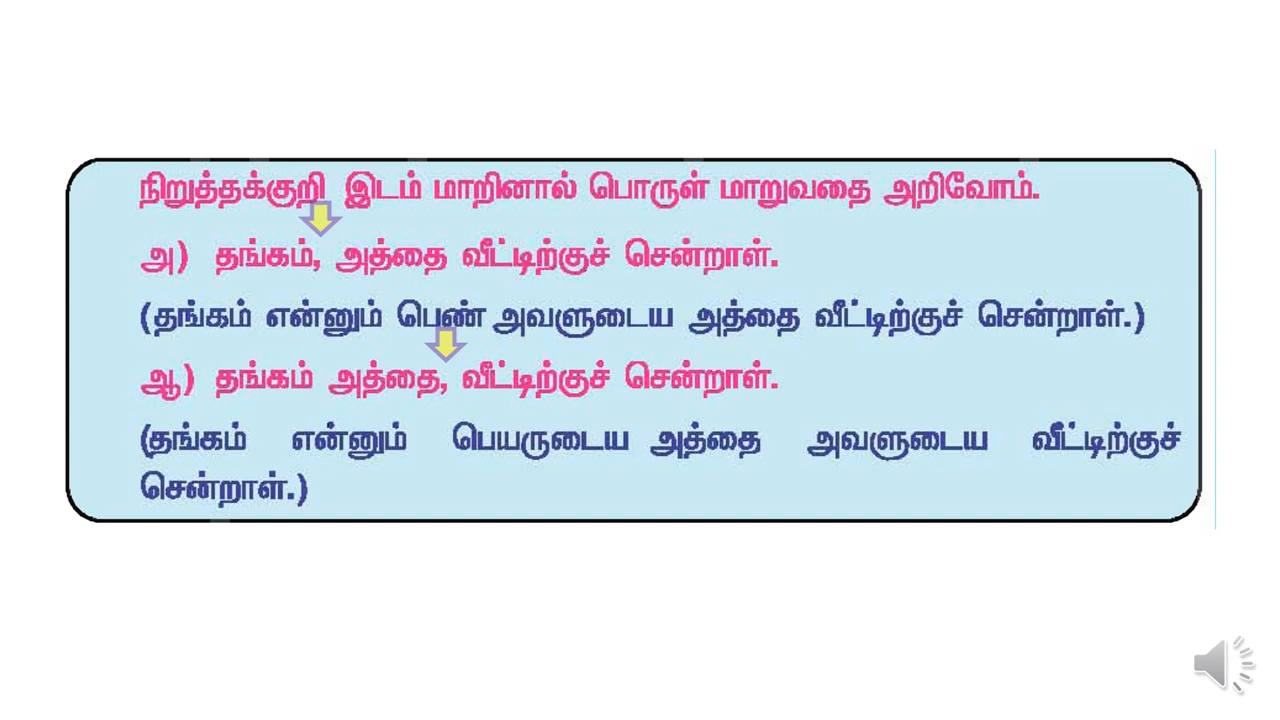 நிறுத்தக்குறி இடம் மாறினால் பொருள் மாறுவதை அறிவோம்.
அ) தங்கம், அத்தை வீட்டிற்குச் சென்றாள்.
(தங்கம் என்னும் பெண் அவளுடைய அத்தை வீட்டிற்குச் சென்றாள்.)
ஆ) தங்கம் அத்தை, வீட்டிற்குச் சென்றாள்.
(தங்கம் என்னும் பெயருடைய அத்தை அவளுடைய வீட்டிற்குச்
சென்றாள்.)